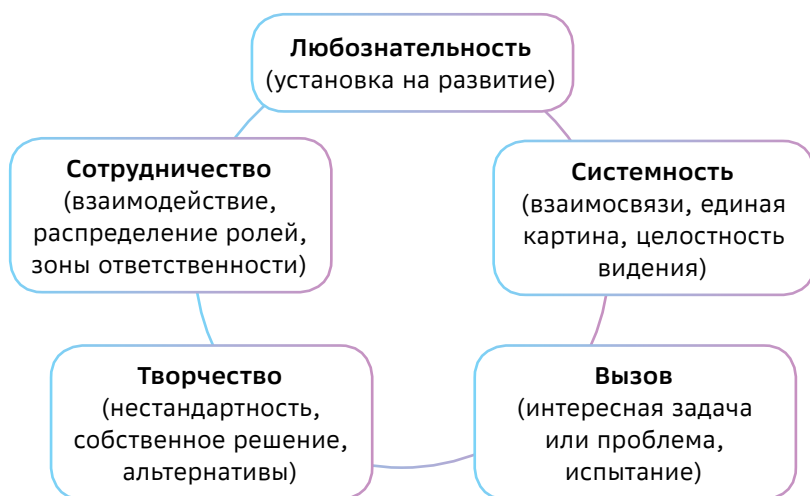 Любознательность
(установка на развитие)
Сотрудничество
(взаимодействие,
распределение ролей,
зоны ответственности)
Системность
(взаимосвязи, единая
картина, целостность
видения)
Творчество
(нестандартность,
собственное решение,
альтернативы)
Вызов
(интересная задача
или проблема,
испытание)